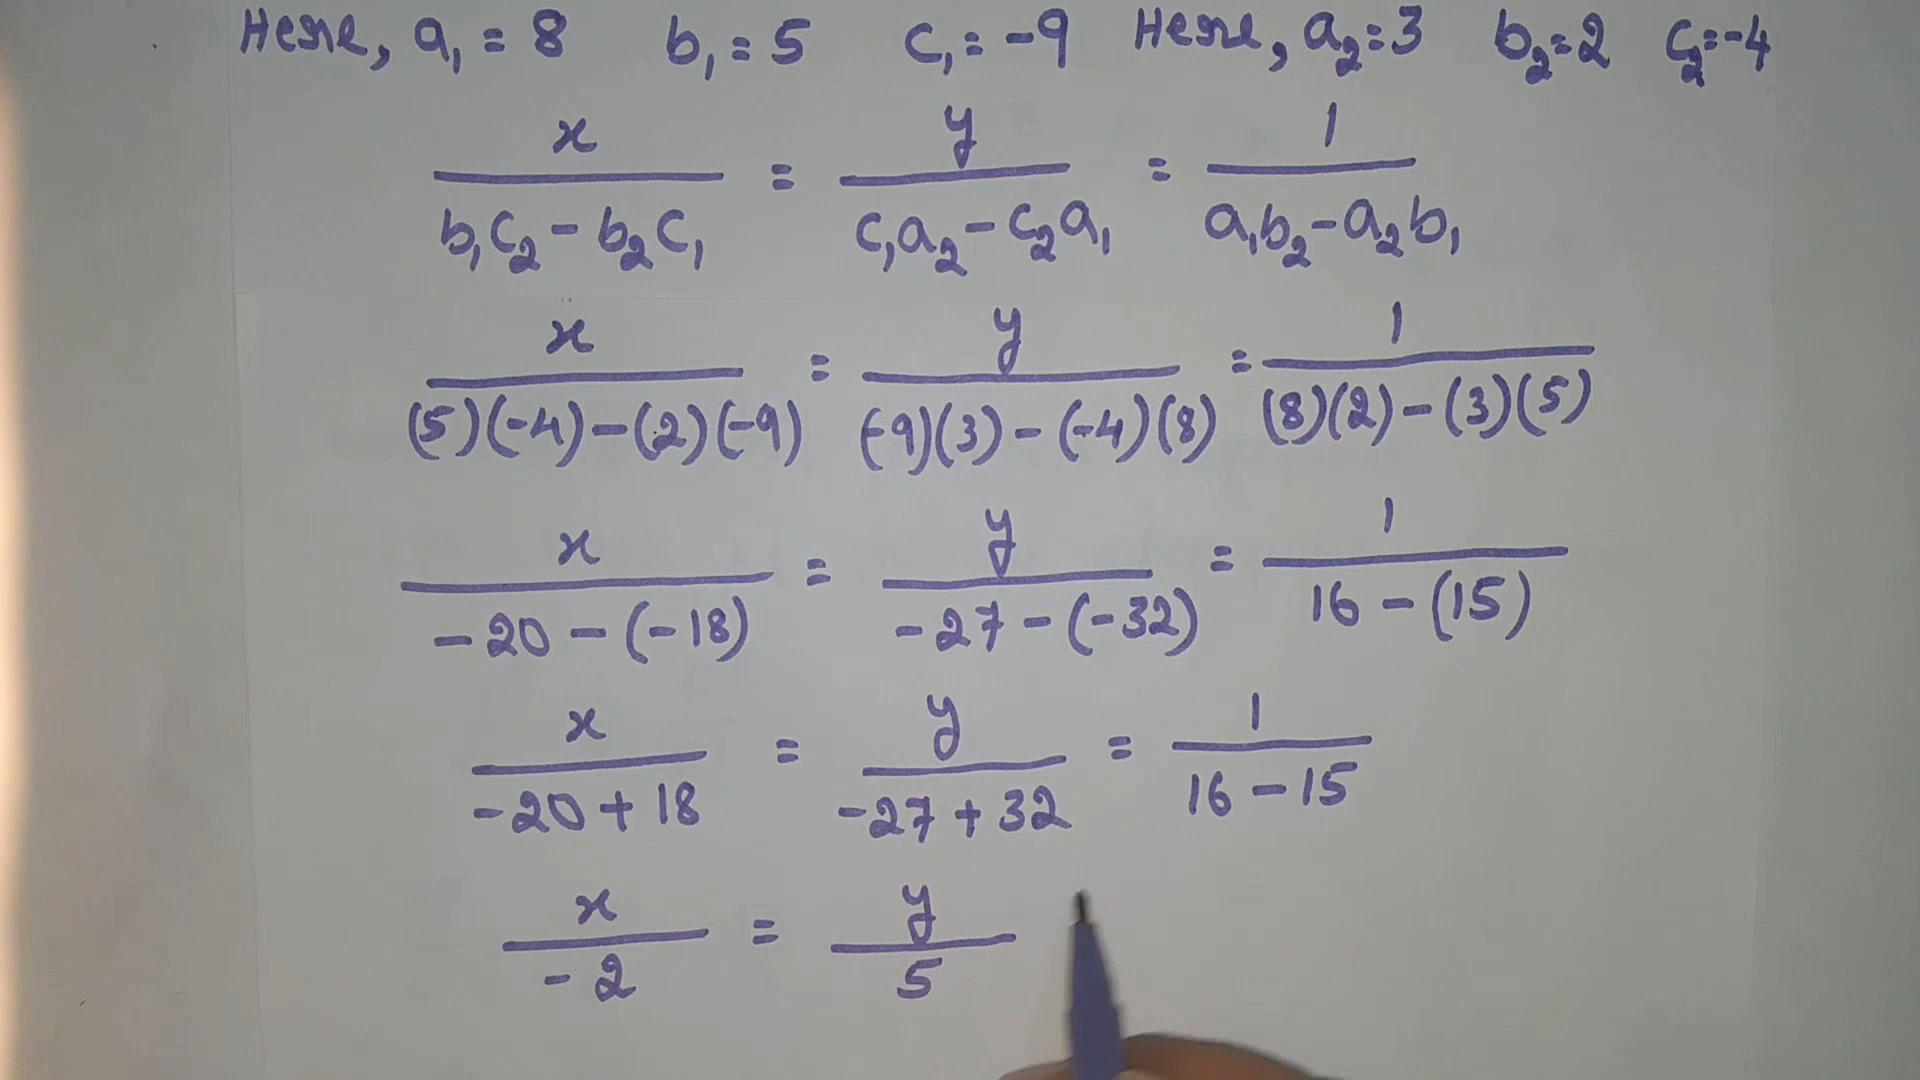 Here, a₁ = 8 b₁ = 5 c₁ = -9 Here, a₂ = 3 b₂ = 2 c₂ = -4
x/(b₁c₂ - b₂c₁) = y/(c₁a₂ - c₂a₁) = 1/(a₁b₂ - a₂b₁)
x/((5)(-4) - (2)(-9)) = y/((-9)(3) - (-4)(8)) = 1/((8)(2) - (3)(5))
x/(-20 - (-18)) = y/(-27 - (-32)) = 1/(16 - (15))
x/(-20 + 18) = y/(-27 + 32) = 1/(16 - 15)
x/-2 = y/5